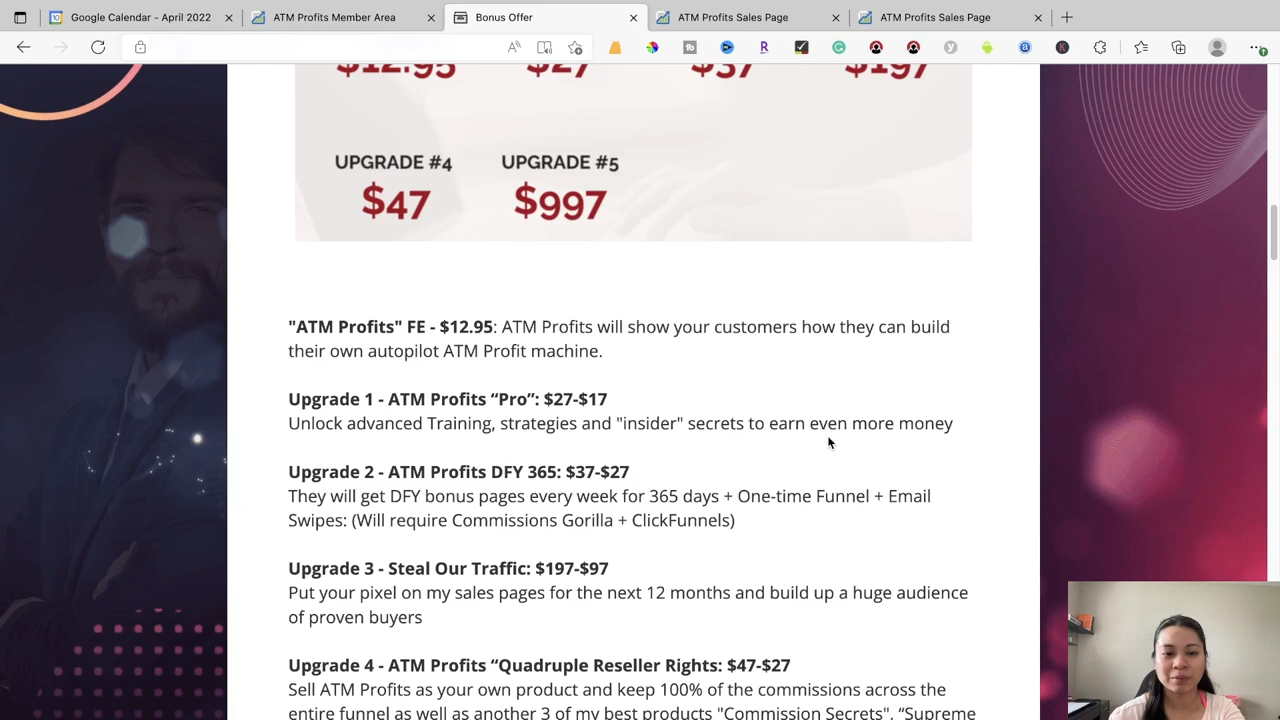 Google Calendar - April 2022
ATM Profits Member Area
Bonus Offer
ATM Profits Sales Page
ATM Profits Sales Page
$12.95 $27 $37 $197
UPGRADE #4 UPGRADE #5
$47 $997
"ATM Profits" FE - $12.95: ATM Profits will show your customers how they can build
their own autopilot ATM Profit machine.
Upgrade 1 - ATM Profits “Pro”: $27-$17
Unlock advanced Training, strategies and "insider" secrets to earn even more money
Upgrade 2 - ATM Profits DFY 365: $37-$27
They will get DFY bonus pages every week for 365 days + One-time Funnel + Email
Swipes: (Will require Commissions Gorilla + ClickFunnels)
Upgrade 3 - Steal Our Traffic: $197-$97
Put your pixel on my sales pages for the next 12 months and build up a huge audience
of proven buyers
Upgrade 4 - ATM Profits “Quadruple Reseller Rights: $47-$27
Sell ATM Profits as your own product and keep 100% of the commissions across the
entire funnel as well as another 3 of my best products "Commission Secrets", “Supreme